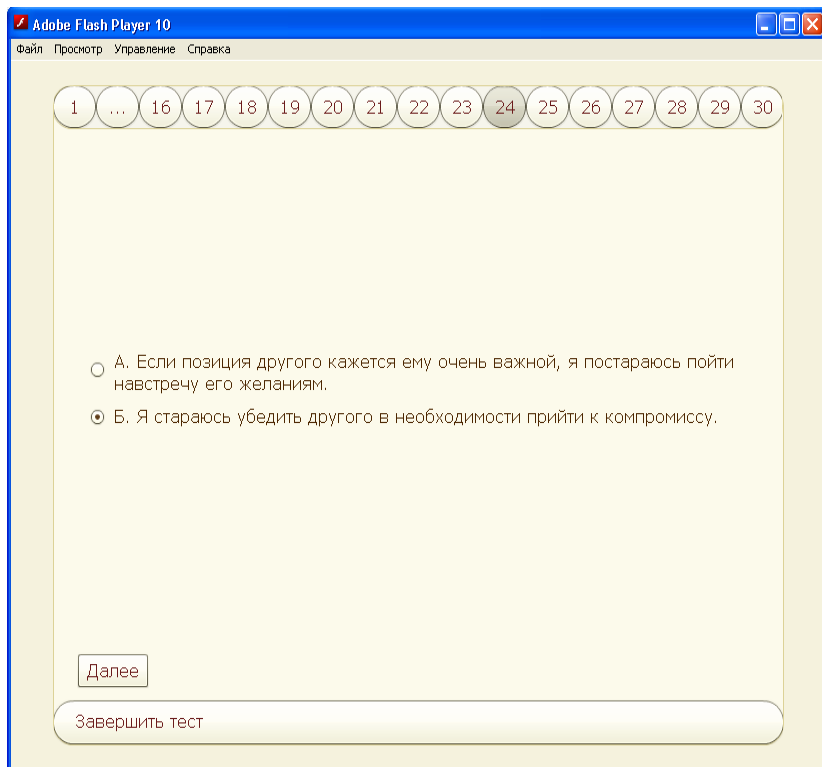 Adobe Flash Player 10
Файл Просмотр Управление Справка
1 ... 16 17 18 19 20 21 22 23 24 25 26 27 28 29 30
А. Если позиция другого кажется ему очень важной, я постараюсь пойти
навстречу его желаниям.
Б. Я стараюсь убедить другого в необходимости прийти к компромиссу.
Далее
Завершить тест